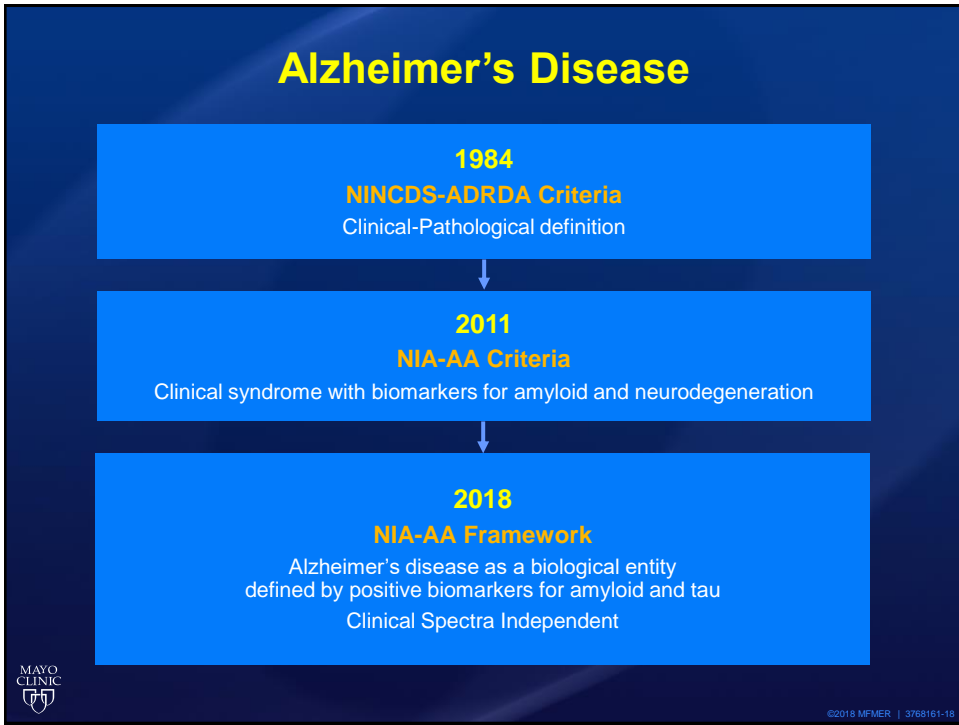 Alzheimer's Disease
1984
NINCDS-ADRDA Criteria
Clinical-Pathological definition
2011
NIA-AA Criteria
Clinical syndrome with biomarkers for amyloid and neurodegeneration
2018
NIA-AA Framework
Alzheimer's disease as a biological entity
defined by positive biomarkers for amyloid and tau
Clinical Spectra Independent
MAYO
CLINIC
©2018 MFMER | 3768161-18